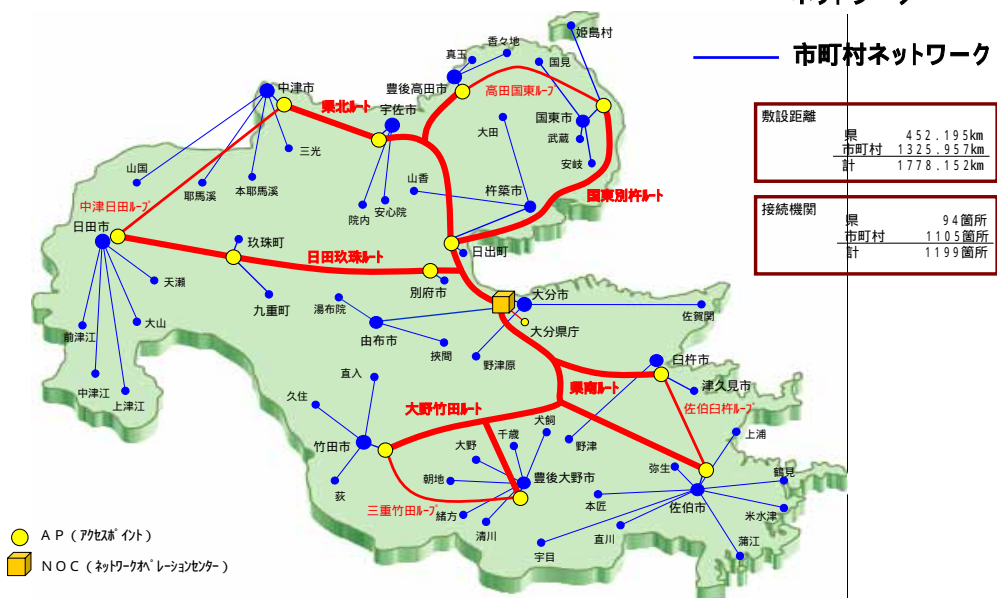 ネットワーク
市町村ネットワーク
敷設距離
県 452.195km
市町村 1325.957km
計 1778.152km
接続機関
県 94箇所
市町村 1105箇所
計 1199箇所
姫島村
香々地
真玉
国見
豊後高田市
高田国東ループ
中津市
県北ルート
宇佐市
国東市
大田
武蔵
三光
安岐
山国
耶馬溪
本耶馬溪
山香
杵築市
国東別杵ルート
院内
安心院
中津日田ループ
日田市
玖珠町
日田玖珠ルート
日出町
天瀬
九重町
別府市
湯布院
大分市
佐賀関
大分県庁
前津江
大山
由布市
挾間
野津原
臼杵市
中津江
上津江
直入
県南ルート
津久見市
久住
大野竹田ルート
佐伯臼杵ループ
犬飼
千歳
上浦
竹田市
大野
野津
弥生
鶴見
荻
朝地
豊後大野市
本匠
佐伯市
米水津
三重竹田ループ
緒方
清川
直川
宇目
蒲江
AP(アクセスポイント)
NOC(ネットワークオペレーションセンター)